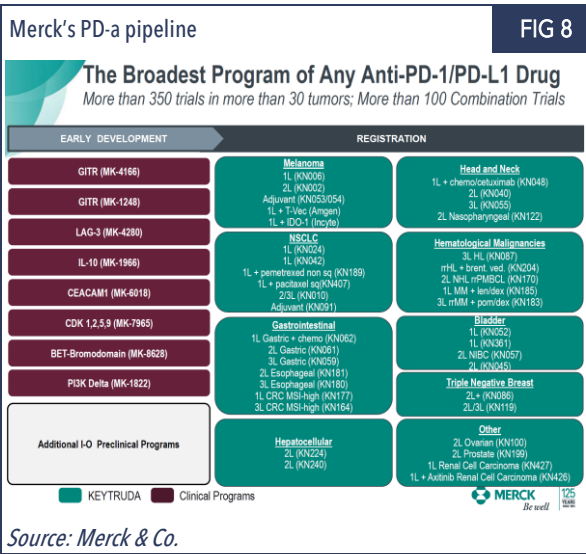 Merck's PD-a pipeline
FIG 8
The Broadest Program of Any Anti-PD-1/PD-L1 Drug
More than 350 trials in more than 30 tumors; More than 100 Combination Trials
EARLY DEVELOPMENT
REGISTRATION
GITR (MK-4166)
GITR (MK-1248)
LAG-3 (MK-4280)
IL-10 (MK-1966)
CEACAM1 (MK-6018)
CDK 1,2,5,9 (MK-7965)
BET-Bromodomain (MK-8628)
PI3K Delta (MK-1822)
Additional I-O Preclinical Programs
Melanoma
1L (KN006)
2L (KN002)
Adjuvant (KN053/054)
1L + T-Vec (Amgen)
1L + IDO-1 (Incyte)
NSCLC
1L (KN024)
1L (KN042)
1L + pemetrexed non sq (KN189)
1L + pacitaxel sq(KN407)
2/3L (KN010)
Adjuvant (KN091)
Gastrointestinal
1L Gastric + chemo (KN062)
2L Gastric (KN061)
3L Gastric (KN059)
2L Esophageal (KN181)
3L Esophageal (KN180)
1L CRC MSI-high (KN177)
3L CRC MSI-high (KN164)
Hepatocellular
2L (KN224)
2L (KN240)
Head and Neck
1L + chemo/cetuximab (KN048)
2L (KN040)
3L (KN055)
2L Nasopharyngeal (KN122)
Hematological Malignancies
3L HL (KN087)
rrHL + brent. ved. (KN204)
2L NHL rrPMBCL (KN170)
1L MM + len/dex (KN185)
3L rrMM + pom/dex (KN183)
Bladder
1L (KN052)
1L (KN361)
2L NIBC (KN057)
2L (KN045)
Triple Negative Breast
2L+ (KN086)
2L/3L (KN119)
Other
2L Ovarian (KN100)
2L Prostate (KN199)
1L Renal Cell Carcinoma (KN427)
1L + Axitinib Renal Cell Carcinoma (KN426)
KEYTRUDA
Clinical Programs
MERCK
Be well
125
YEARS
Source: Merck & Co.